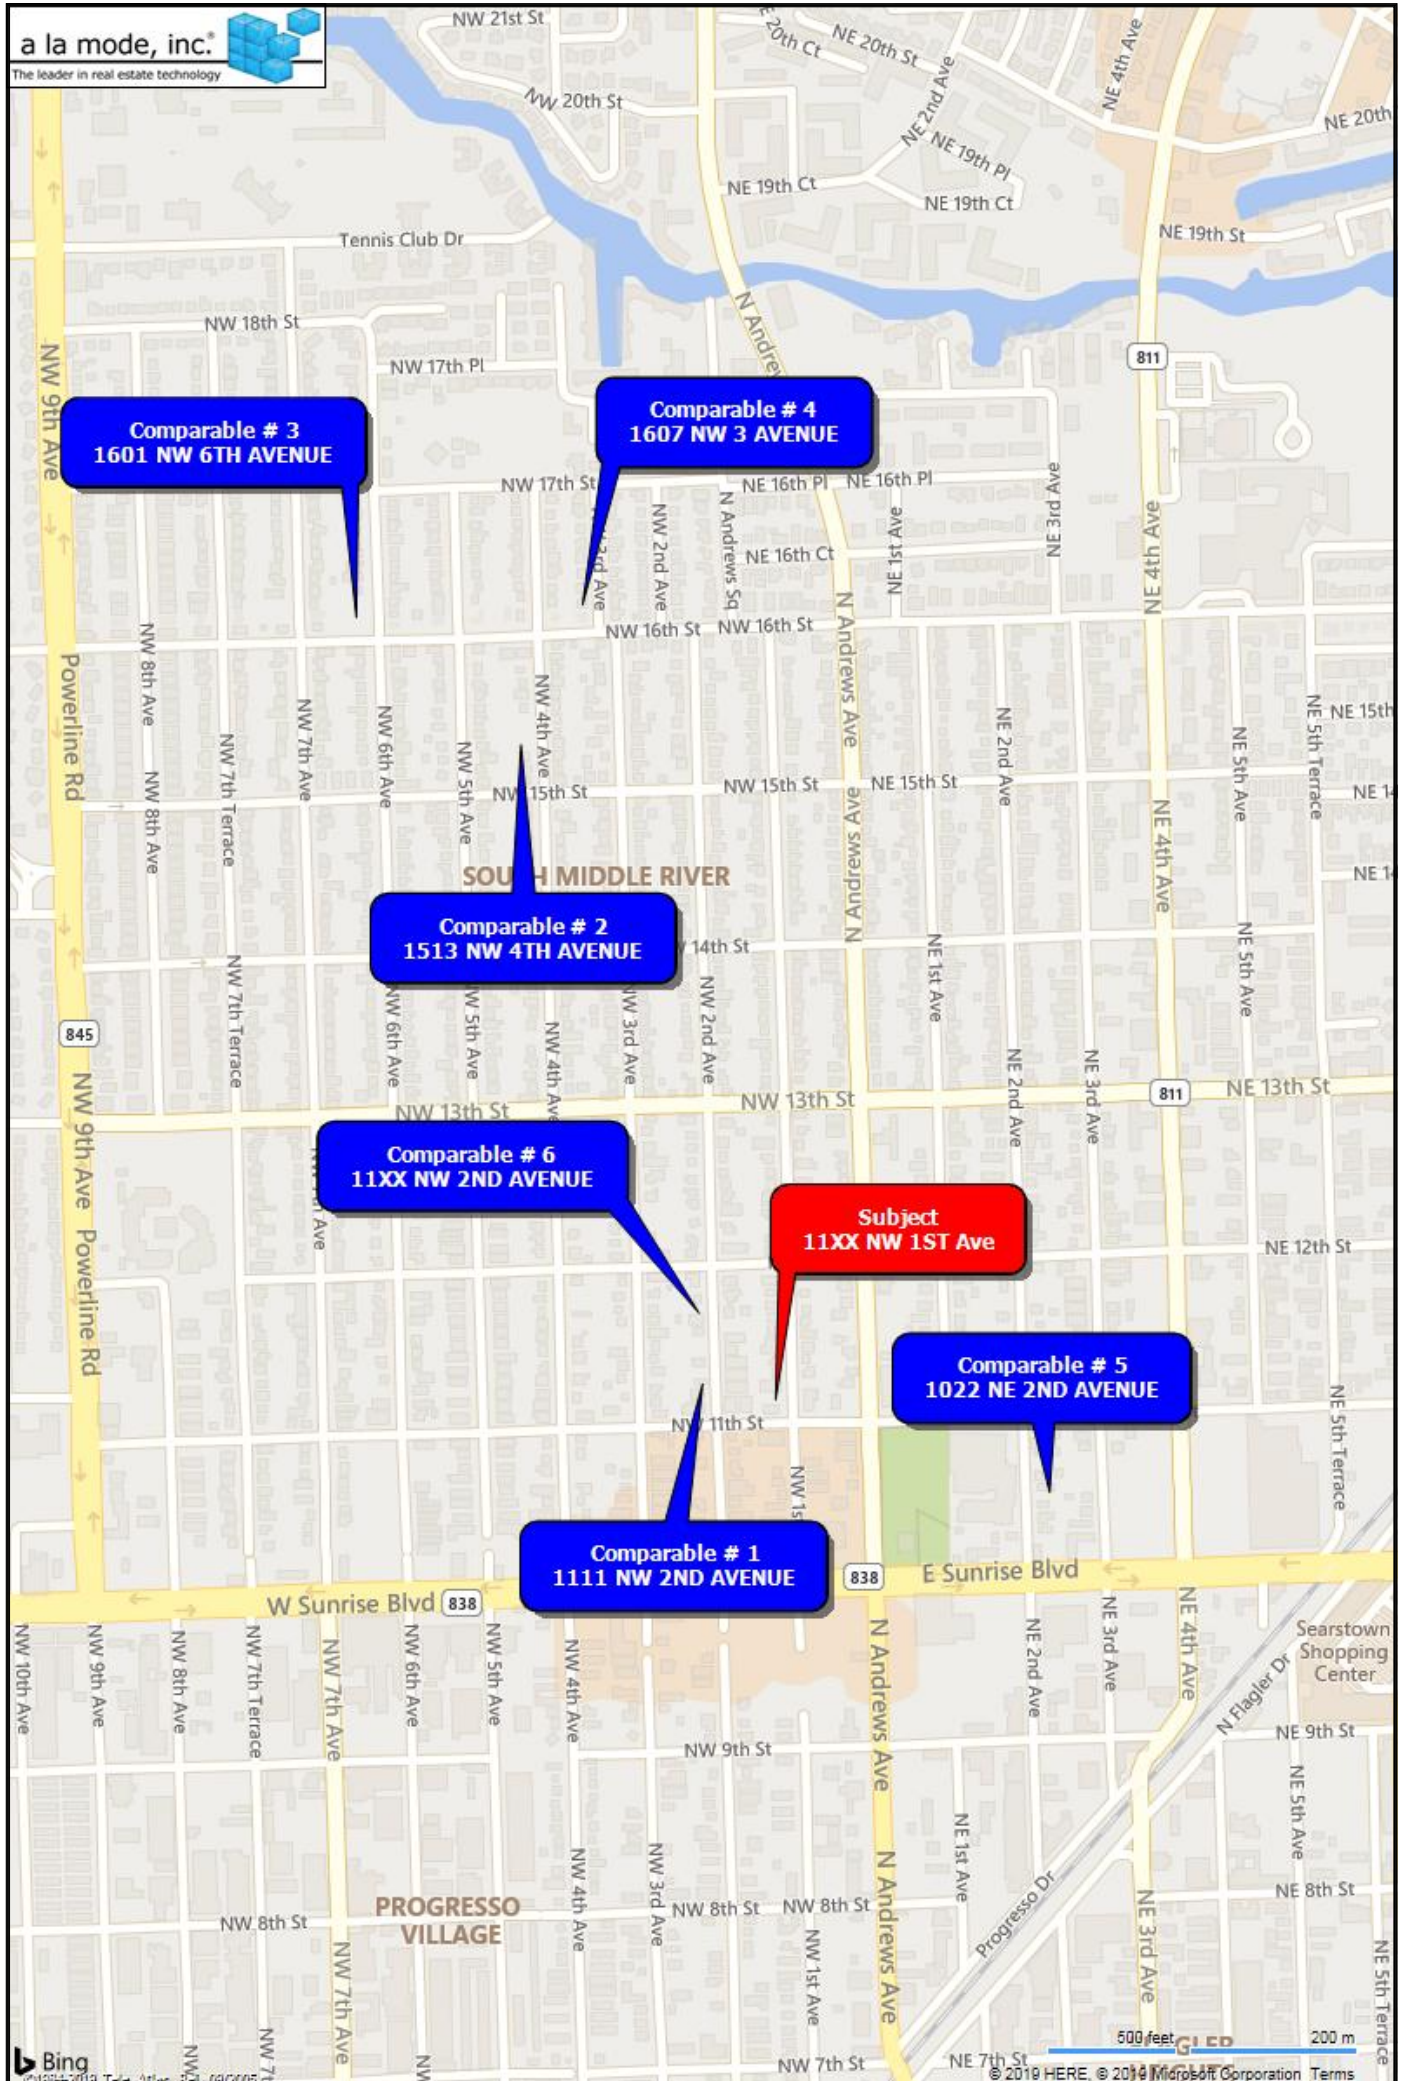 a la mode, inc.®
The leader in real estate technology
NW 21st St
NE 20th St
NE 4th Ave
NW 20th St
NE 2nd Ave
NE 20th
NE 19th Pl
NE 19th Ct
NE 19th Ct
NE 19th St
Tennis Club Dr
N Andrew
NW 18th St
NW 17th Pl
811
NW 9th Ave
Comparable # 3
1601 NW 6TH AVENUE
Comparable # 4
1607 NW 3 AVENUE
NW 17th St
NE 16th Pl
NE 16th Pl
NE 3rd Ave
N Andrews Sq
NW 2nd Ave
NE 1st Ave
NE 4th Ave
NE 16th Ct
NW 16th St
NW 16th St
N Andrews Ave
Powerline Rd
NW 8th Ave
NW 7th Ave
NW 6th Ave
NW 4th Ave
NE 2nd Ave
NE 5th Terrace
NE 15th
NW 7th Terrace
NW 5th Ave
NE 5th Ave
NW 8th Ave
NW 15th St
NW 15th St
NE 15th St
N Andrews Ave
NE 4th Ave
SOUTH MIDDLE RIVER
Comparable # 2
1513 NW 4TH AVENUE
14th St
NE 1st Ave
NE 5th Ave
NW 7th Terrace
NW 6th Ave
NW 5th Ave
NW 3rd Ave
NW 2nd Ave
845
NW 4th Ave
NE 2nd Ave
NE 3rd Ave
NW 13th St
NW 13th St
811
NE 13th St
NW 9th Ave
Comparable # 6
11XX NW 2ND AVENUE
Subject
11XX NW 1ST Ave
NE 12th St
Powerline Rd
Comparable # 5
1022 NE 2ND AVENUE
NW 11th St
NE 5th Terrace
NW 1s
Comparable # 1
1111 NW 2ND AVENUE
838
E Sunrise Blvd
W Sunrise Blvd
838
NW 10th Ave
NW 9th Ave
NW 8th Ave
NW 7th Terrace
NW 7th Ave
NW 6th Ave
NW 5th Ave
NW 4th Ave
N Andrews Ave
NE 2nd Ave
NE 3rd Ave
NE 4th Ave
Searstown
Shopping
Center
N Flagler Dr
NE 9th St
NW 9th St
NE 5th Ave
NE 1st Ave
NW 4th Ave
NW 3rd Ave
N Andrews Ave
NE 8th St
PROGRESSO
VILLAGE
NW 8th St
NW 8th St
NW 8th St
Progresso Dr
NE 3rd Ave
NW 7th Ave
NW 1st Ave
NE 5th Terrace
500 feet
200 m
Bing
NW 7th St
NE 7th St
© 2019 HERE, © 2019 Microsoft Corporation Terms